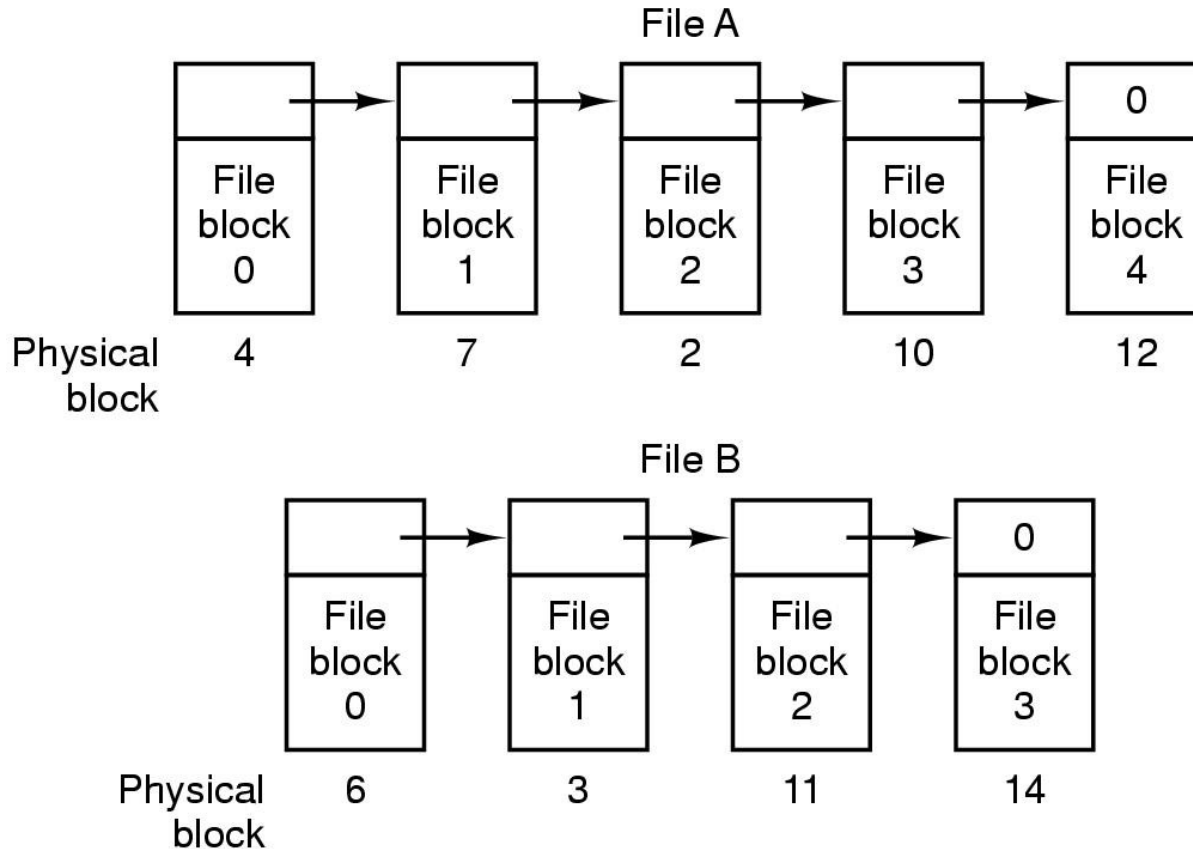 File A
0
File File File File File
block block block block block
0 1 2 3 4
Physical 4 7 2 10 12
block
File B
0
File File File File
block block block block
0 1 2 3
Physical 6 3 11 14
block